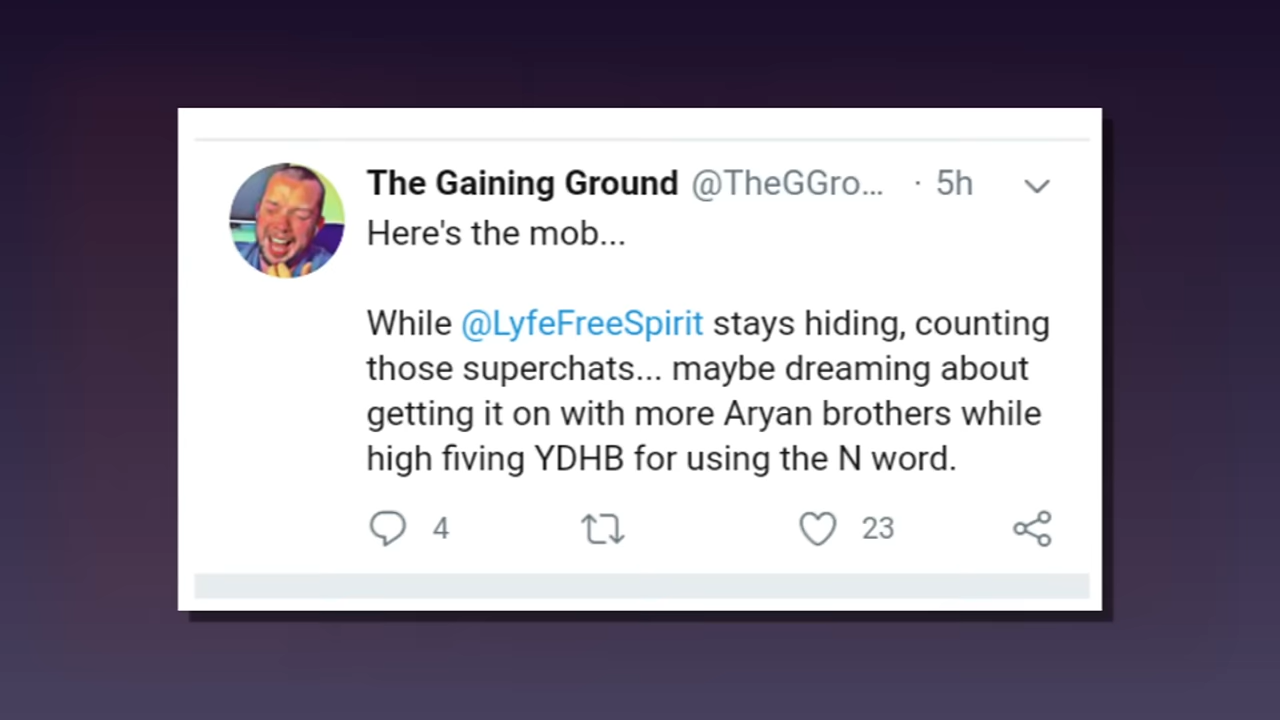 The Gaining Ground @TheGGro... · 5h
Here's the mob...
While @LyfeFreeSpirit stays hiding, counting
those superchats... maybe dreaming about
getting it on with more Aryan brothers while
high fiving YDHB for using the N word.
4 23